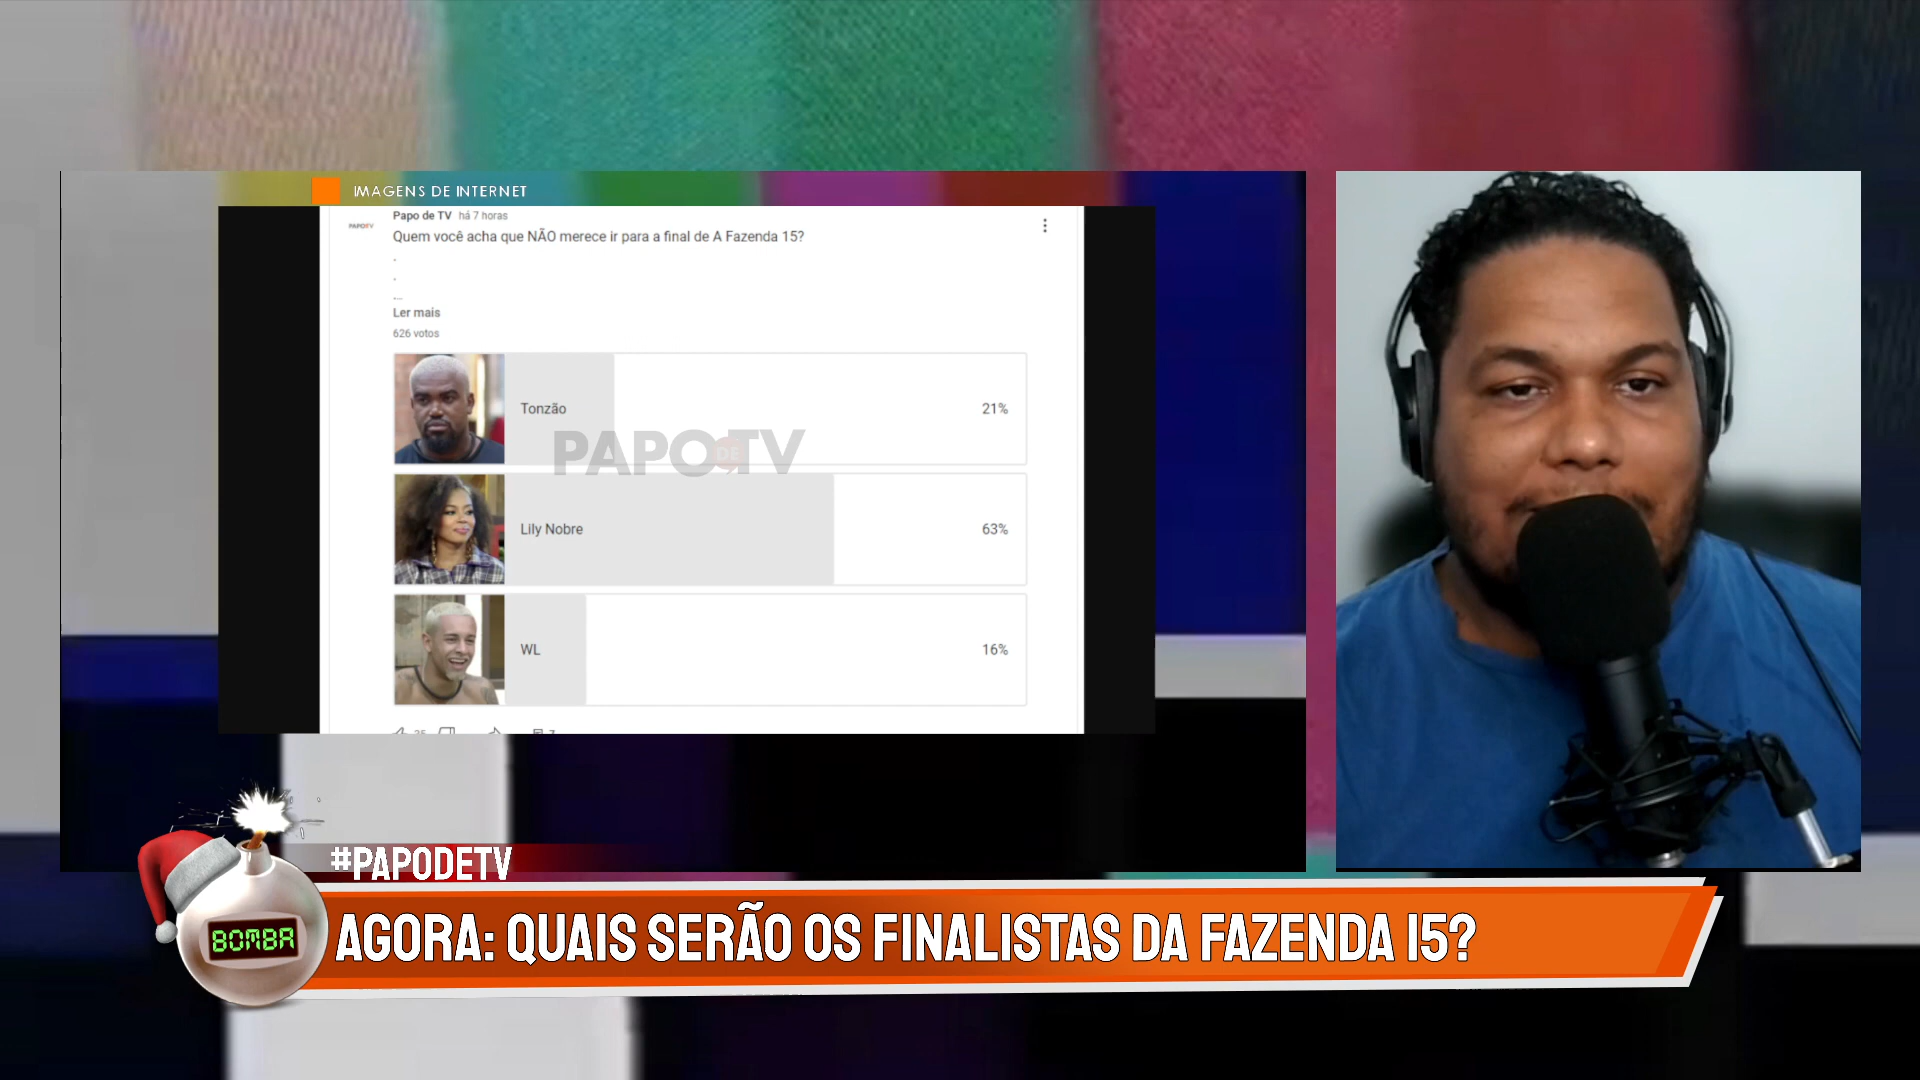 IMAGENS DE INTERNET
PAPOTV
Papo de TV há 7 horas
Quem você acha que NÃO merece ir para a final de A Fazenda 15?
.
.
....
Ler mais
626 votos
Tonzão 21%
PAPO DE TV
Lily Nobre 63%
WL 16%
#PAPODETV
BOMBA
AGORA: QUAIS SERÃO OS FINALISTAS DA FAZENDA 15?